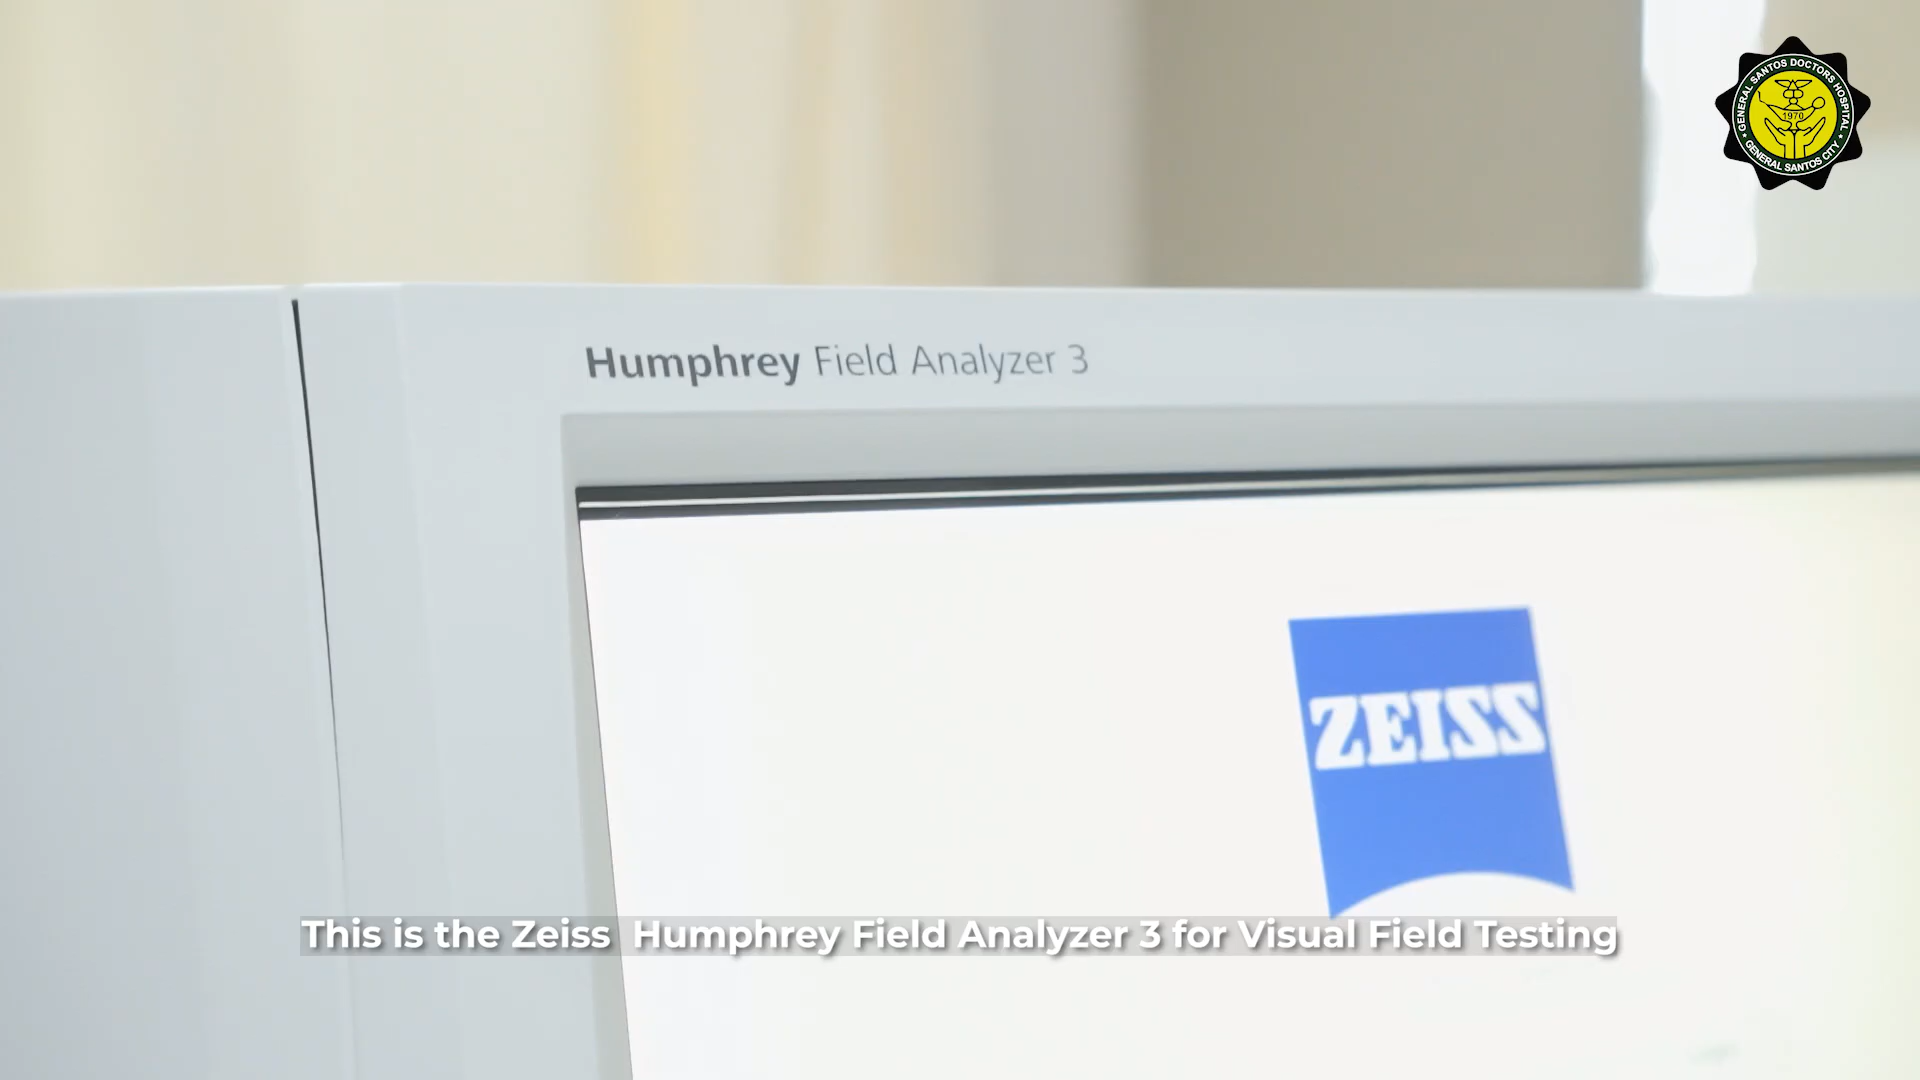 GENERAL SANTOS DOCTORS HOSPITAL
1970
GENERAL SANTOS CITY
Humphrey Field Analyzer 3
ZEISS
This is the Zeiss Humphrey Field Analyzer 3 for Visual Field Testing